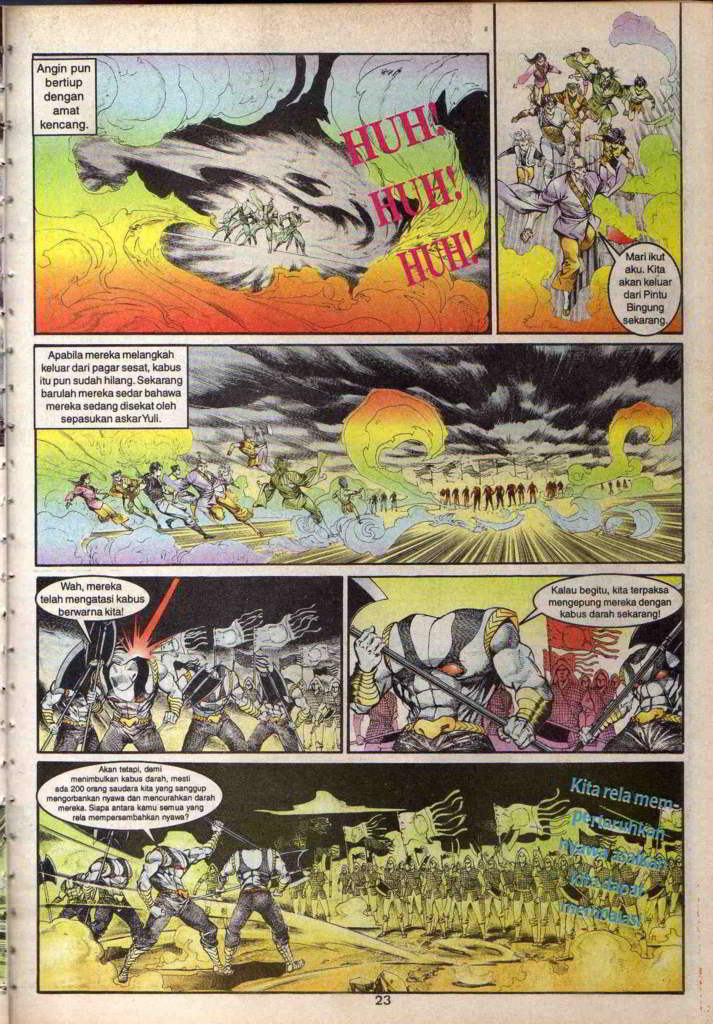 Angin pun
bertiup
dengan
amat
kencang.
HUH!
HUH!
HUH!
Mari ikut
aku. Kita
akan keluar
dari Pintu
Bingung
sekarang.
Apabila mereka melangkah
keluar dari pagar sesat, kabus
itu pun sudah hilang. Sekarang
barulah mereka sedar bahawa
mereka sedang disekat oleh
sepasukan askar Yuli.
Wah, mereka
telah mengatasi kabus
berwarna kita!
Kalau begitu, kita terpaksa
mengepung mereka dengan
kabus darah sekarang!
Akan tetapi, demi
menimbulkan kabus darah, mesti
ada 200 orang saudara kita yang sanggup
mengorbankan nyawa dan mencurahkan darah
mereka. Siapa antara kamu semua yang
rela mempersembahkan nyawa?
Kita rela mem-
pertaruhkan
nyawa asalkan
kita dapat
membalas!
23